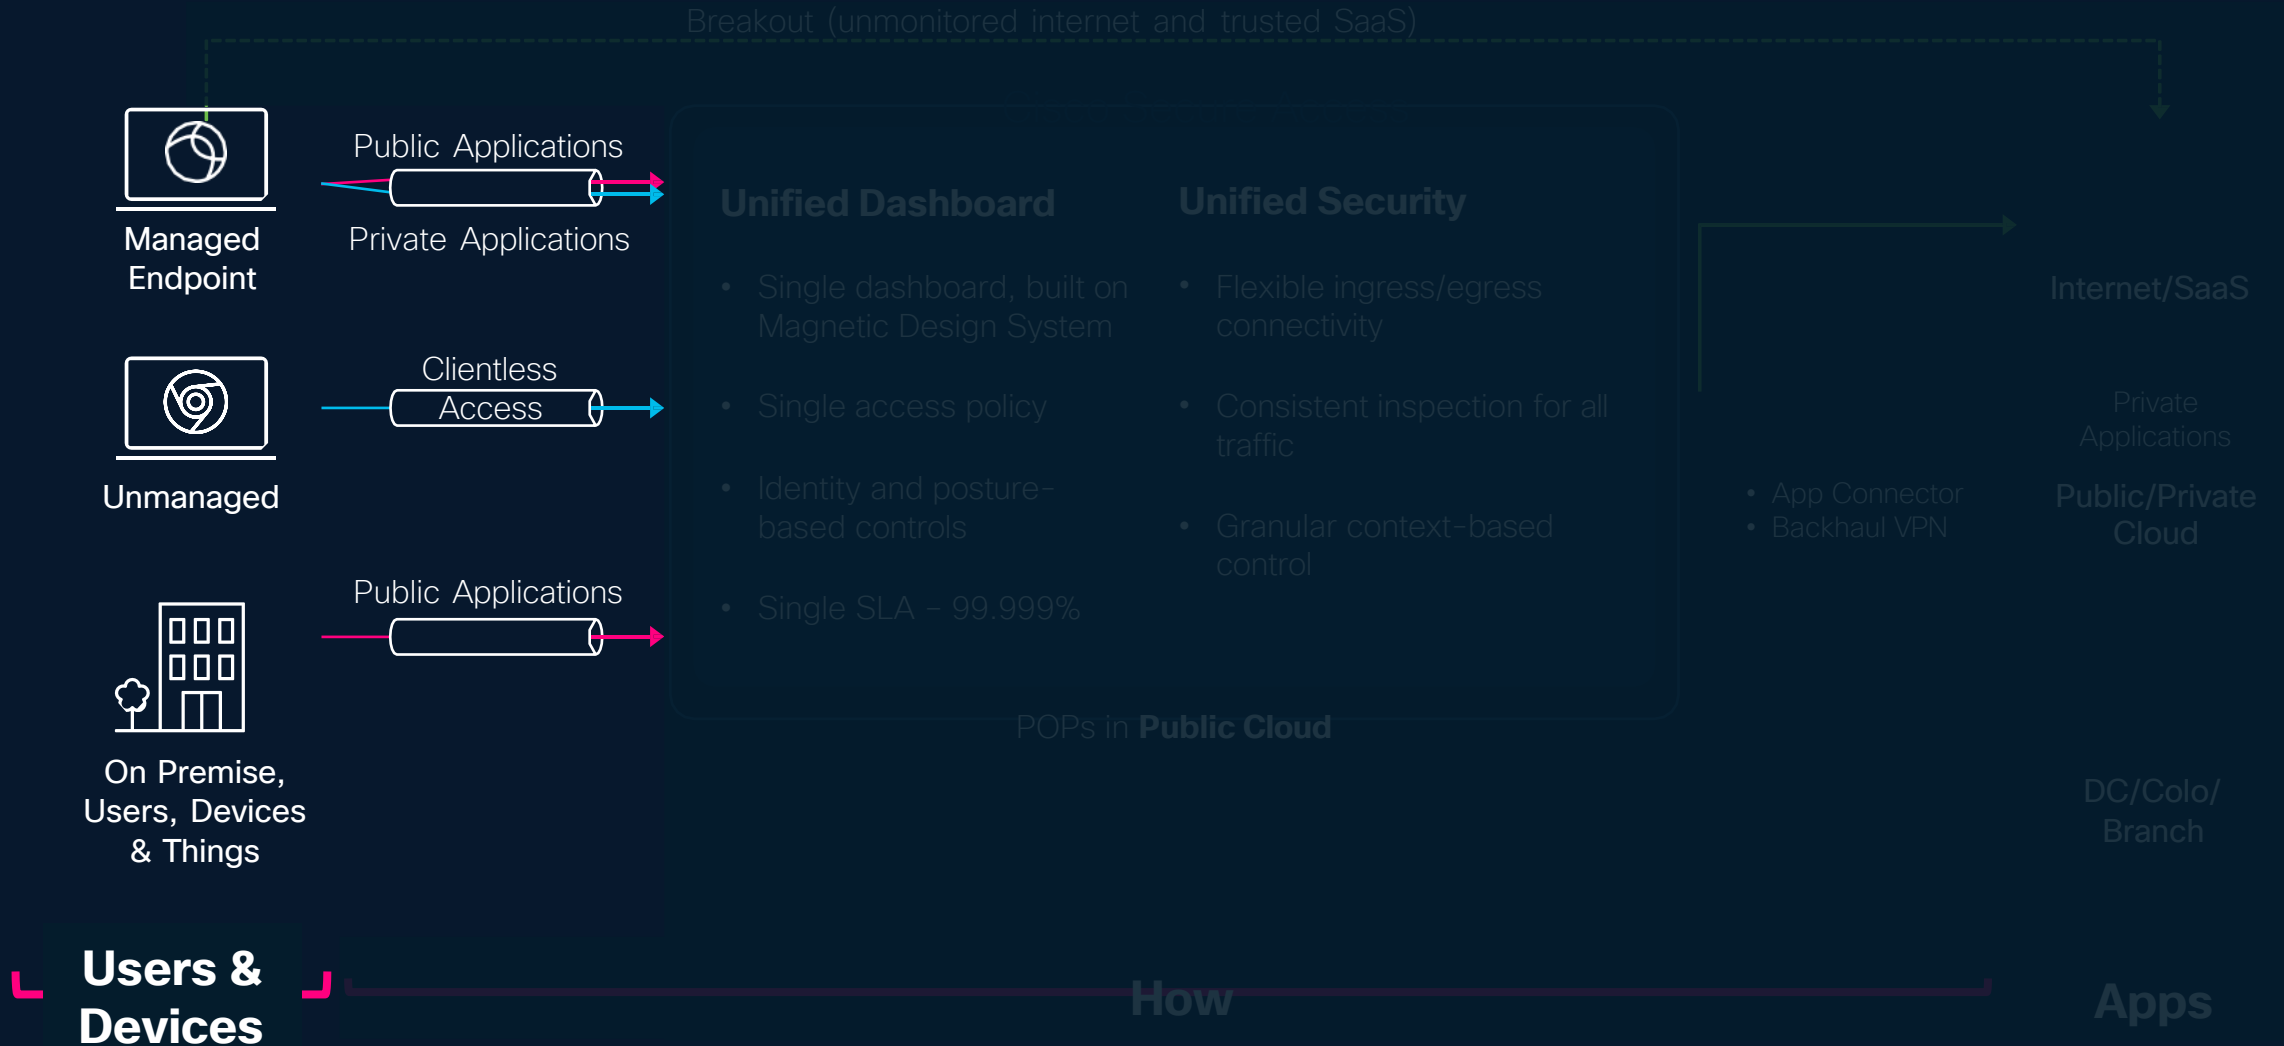 Breakout (unmonitored internet and trusted SaaS)
Public Applications
Private Applications
Managed
Endpoint
Clientless
Access
Unmanaged
Public Applications
On Premise,
Users, Devices
& Things
Unified Dashboard
• Single dashboard, built on
Magnetic Design System
• Single access policy
• Identity and posture-
based controls
• Single SLA – 99.999%
Unified Security
• Flexible ingress/egress
connectivity
• Consistent inspection for all
traffic
• Granular context-based
control
POPs in Public Cloud
• App Connector
• Backhaul VPN
Internet/SaaS
Private
Applications
Public/Private
Cloud
DC/Colo/
Branch
Users &
Devices
How
Apps